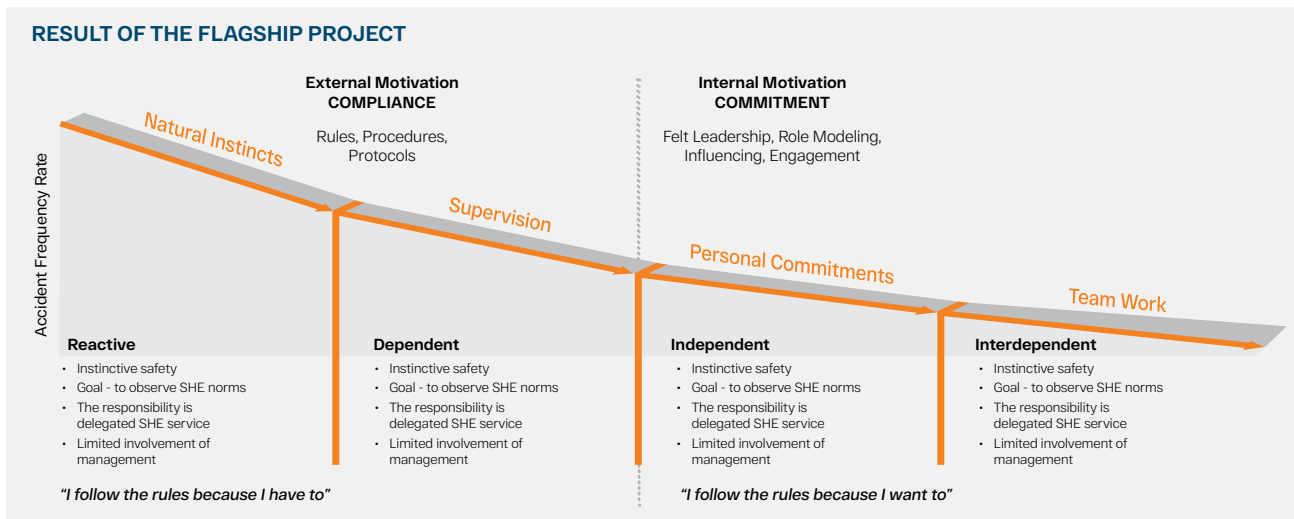 RESULT OF THE FLAGSHIP PROJECT
External Motivation
COMPLIANCE
Rules, Procedures,
Protocols
Internal Motivation
COMMITMENT
Felt Leadership, Role Modeling,
Influencing, Engagement
Accident Frequency Rate
Natural Instincts
Supervision
Personal Commitments
Team Work
Reactive
• Instinctive safety
• Goal - to observe SHE norms
• The responsibility is
delegated SHE service
• Limited involvement of
management
Dependent
• Instinctive safety
• Goal - to observe SHE norms
• The responsibility is
delegated SHE service
• Limited involvement of
management
Independent
• Instinctive safety
• Goal - to observe SHE norms
• The responsibility is
delegated SHE service
• Limited involvement of
management
Interdependent
• Instinctive safety
• Goal - to observe SHE norms
• The responsibility is
delegated SHE service
• Limited involvement of
management
“I follow the rules because I have to”
“I follow the rules because I want to”